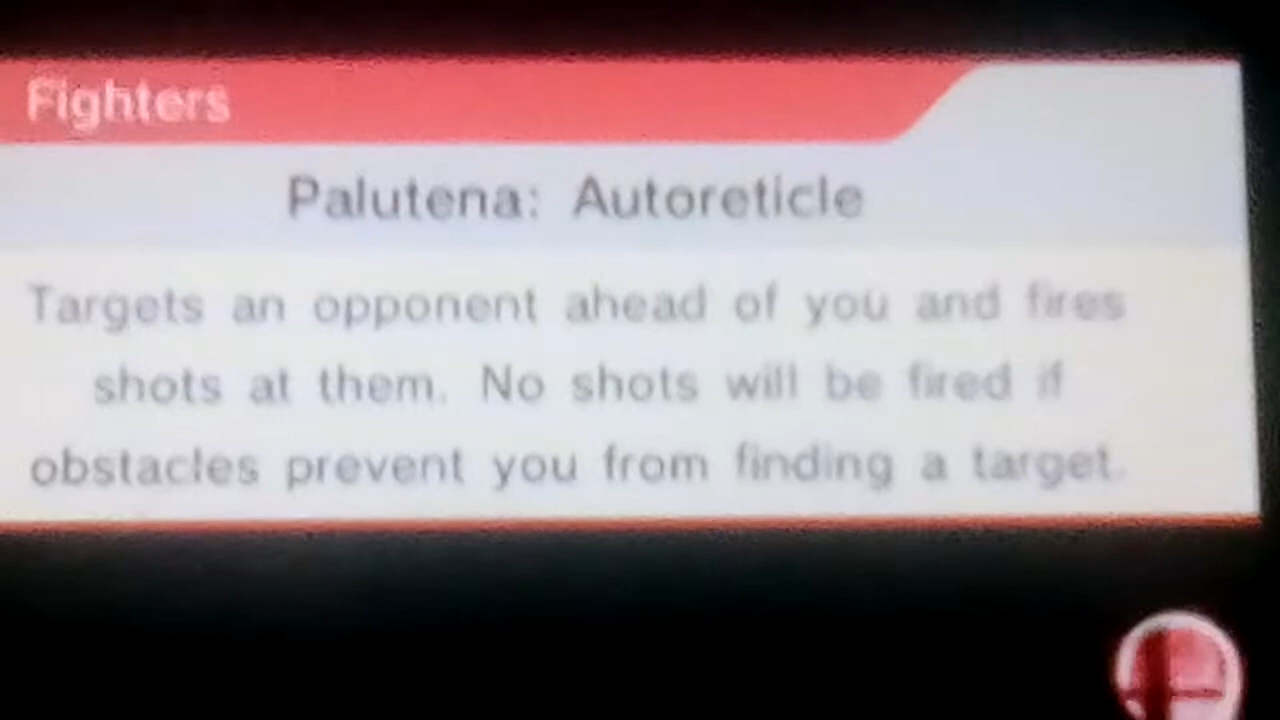 Fighters
Palutena: Autoreticle
Targets an opponent ahead of you and fires
shots at them. No shots will be fired if
obstacles prevent you from finding a target.